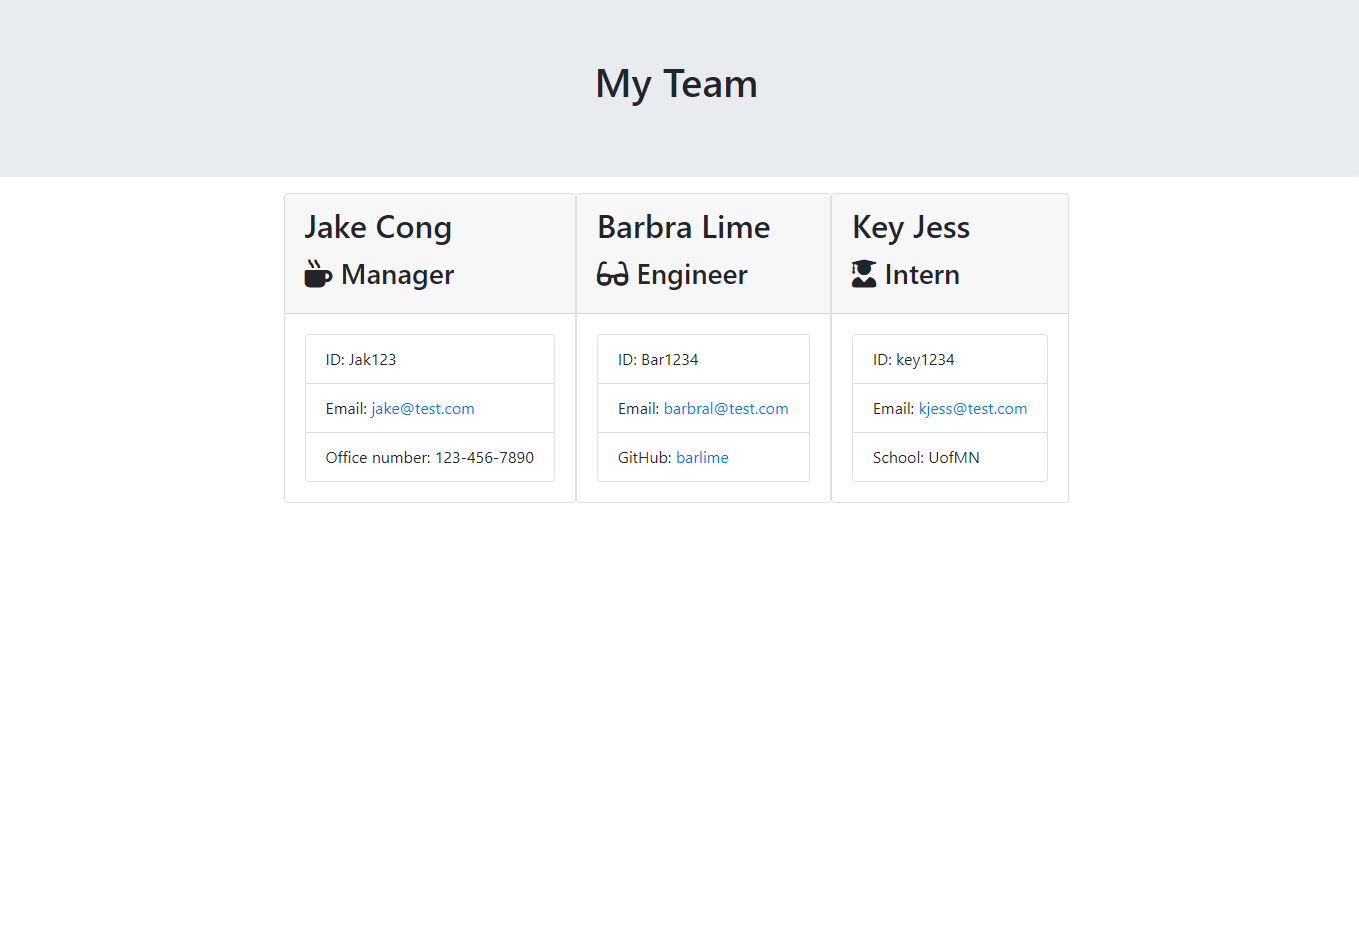 My Team
Jake Cong
Manager
ID: Jak123
Email: jake@test.com
Office number: 123-456-7890
Barbra Lime
Engineer
ID: Bar1234
Email: barbral@test.com
GitHub: barlime
Key Jess
Intern
ID: key1234
Email: kjess@test.com
School: UofMN